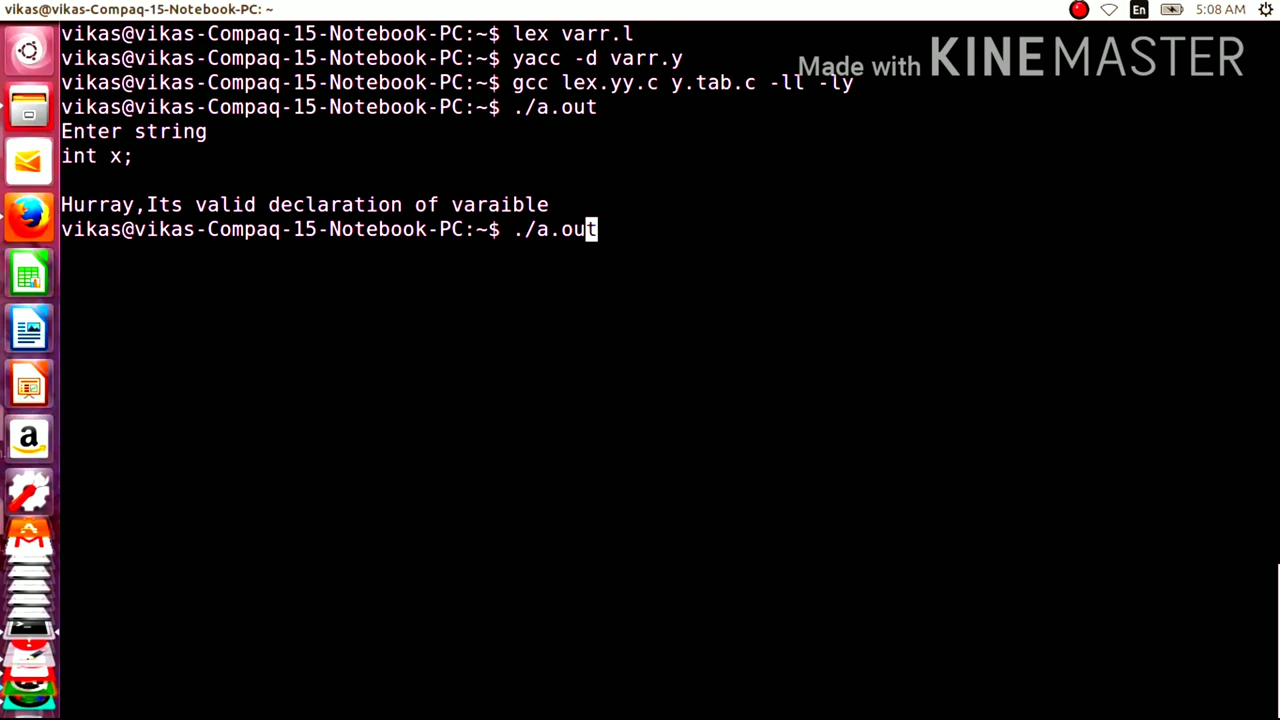 vikas@vikas-Compaq-15-Notebook-PC: ~
En
5:08 AM
Made with KINEMASTER
vikas@vikas-Compaq-15-Notebook-PC:~$ lex varr.l
vikas@vikas-Compaq-15-Notebook-PC:~$ yacc -d varr.y
vikas@vikas-Compaq-15-Notebook-PC:~$ gcc lex.yy.c y.tab.c -ll -ly
vikas@vikas-Compaq-15-Notebook-PC:~$ ./a.out
Enter string
int x;
Hurray,Its valid declaration of varaible
vikas@vikas-Compaq-15-Notebook-PC:~$ ./a.out